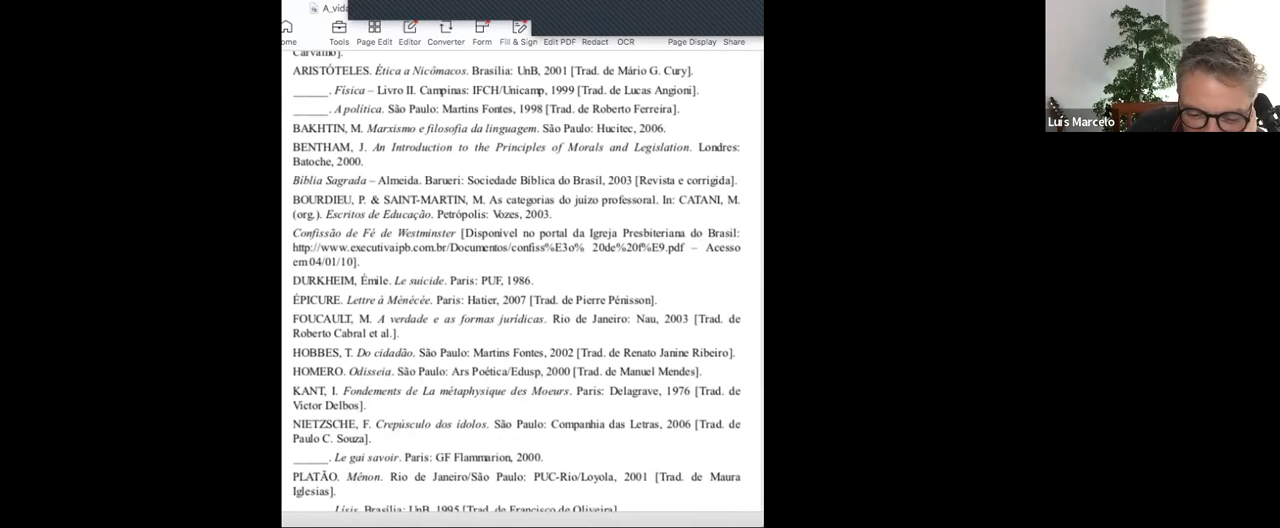 A_vida
ome Tools Page Edit Editor Converter Form Fill & Sign Edit PDF Redact OCR Page Display Share
Carvalho].
ARISTÓTELES. Ética a Nicômacos. Brasília: UnB, 2001 [Trad. de Mário G. Cury].
______. Física – Livro II. Campinas: IFCH/Unicamp, 1999 [Trad. de Lucas Angioni].
______. A política. São Paulo: Martins Fontes, 1998 [Trad. de Roberto Ferreira].
BAKHTIN, M. Marxismo e filosofia da linguagem. São Paulo: Hucitec, 2006.
BENTHAM, J. An Introduction to the Principles of Morals and Legislation. Londres:
Batoche, 2000.
Bíblia Sagrada – Almeida. Barueri: Sociedade Bíblica do Brasil, 2003 [Revista e corrigida].
BOURDIEU, P. & SAINT-MARTIN, M. As categorias do juízo professoral. In: CATANI, M.
(org.). Escritos de Educação. Petrópolis: Vozes, 2003.
Confissão de Fé de Westminster [Disponível no portal da Igreja Presbiteriana do Brasil:
http://www.executivaipb.com.br/Documentos/confiss%E3o% 20de%20f%E9.pdf – Acesso
em 04/01/10].
DURKHEIM, Émile. Le suicide. Paris: PUF, 1986.
ÉPICURE. Lettre à Ménécée. Paris: Hatier, 2007 [Trad. de Pierre Pénisson].
FOUCAULT, M. A verdade e as formas jurídicas. Rio de Janeiro: Nau, 2003 [Trad. de
Roberto Cabral et al.].
HOBBES, T. Do cidadão. São Paulo: Martins Fontes, 2002 [Trad. de Renato Janine Ribeiro].
HOMERO. Odisseia. São Paulo: Ars Poética/Edusp, 2000 [Trad. de Manuel Mendes].
KANT, I. Fondements de La métaphysique des Moeurs. Paris: Delagrave, 1976 [Trad. de
Victor Delbos].
NIETZSCHE, F. Crepúsculo dos ídolos. São Paulo: Companhia das Letras, 2006 [Trad. de
Paulo C. Souza].
______. Le gai savoir. Paris: GF Flammarion, 2000.
PLATÃO. Mênon. Rio de Janeiro/São Paulo: PUC-Rio/Loyola, 2001 [Trad. de Maura
Iglesias].
Lísis. Brasília: UnB, 1995 [Trad. de Francisco de Oliveira]
Luís Marcelo